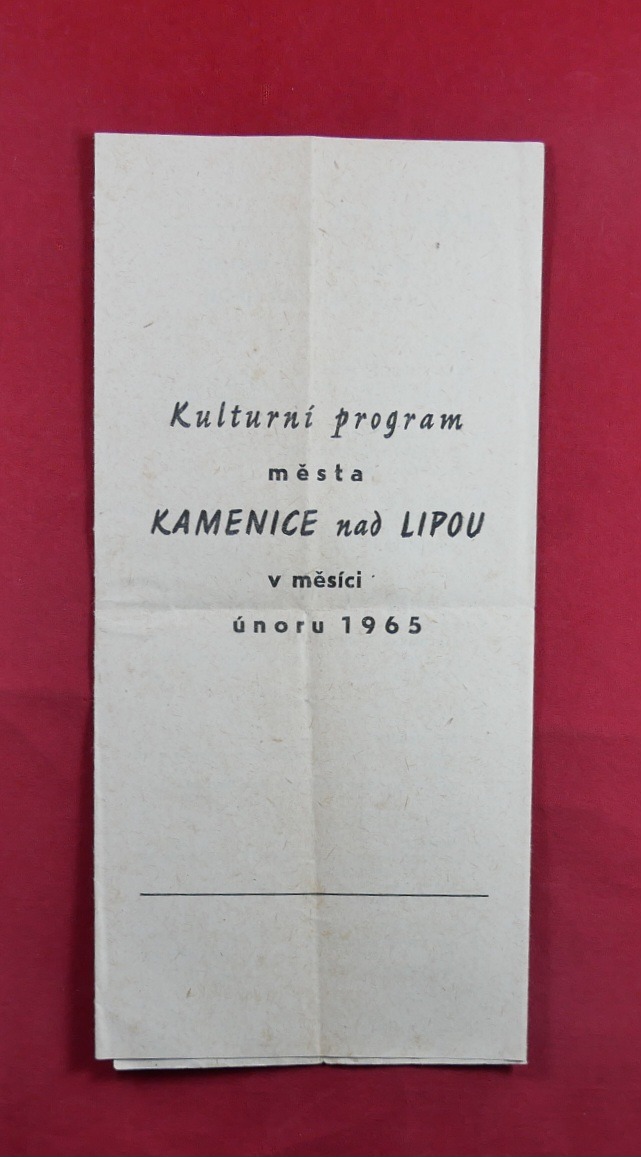 Kulturní program
města
KAMENICE nad LIPOU
v měsíci
únoru 1965